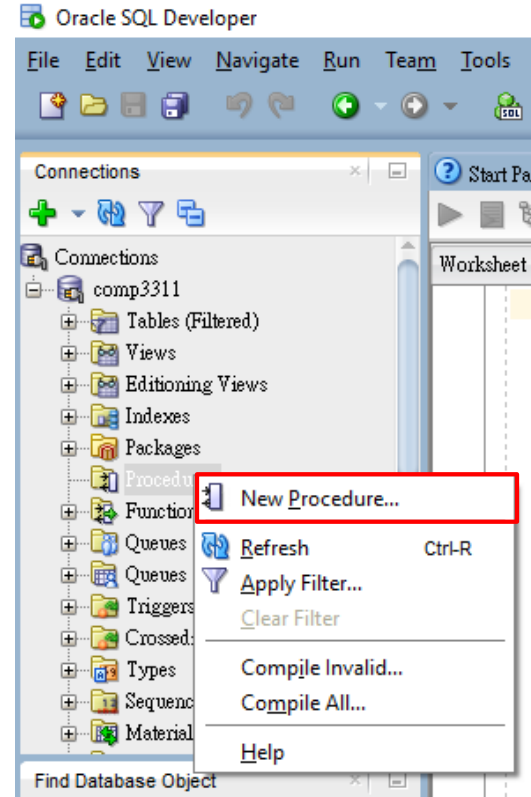 Oracle SQL Developer
File Edit View Navigate Run Team Tools
SQL
Connections
Start Pa
Connections
Worksheet
comp3311
Tables (Filtered)
Views
Editioning Views
Indexes
Packages
Procedu
New Procedure...
Function
Queues
Refresh Ctrl-R
Queues
Apply Filter...
Triggers
Clear Filter
Crossed
Types
Compile Invalid...
Sequenc
Compile All...
Material
Help
Find Database Object